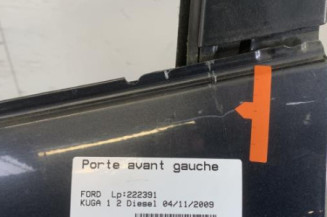 Porte avant gauche
FORD Lp:222391
KUGA 1 2 Diesel 04/11/2009